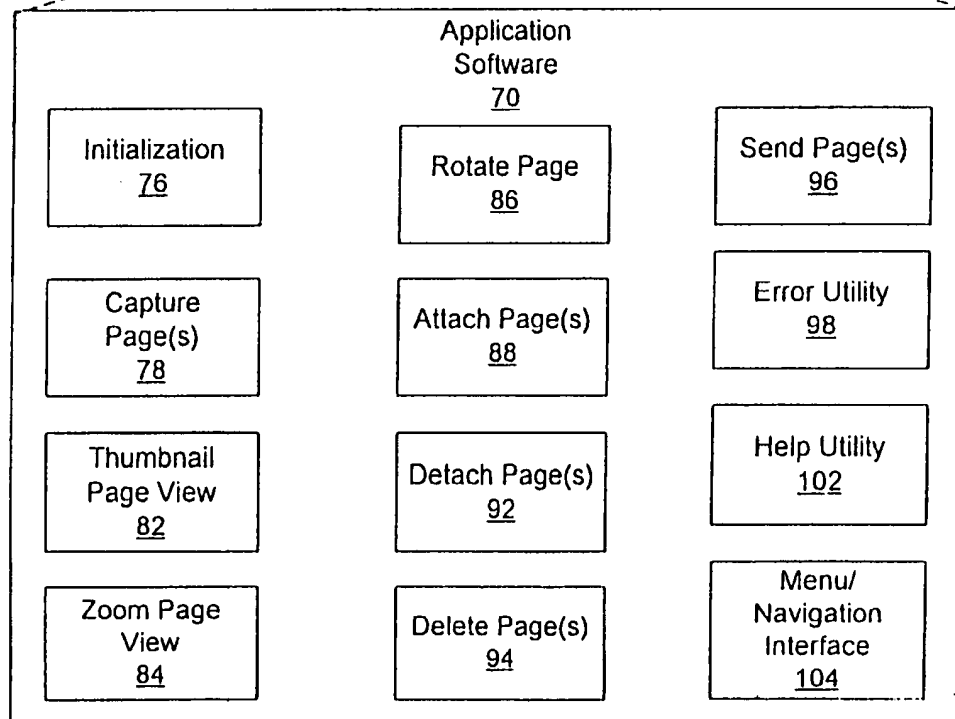 Application
Software
70
Initialization
76
Capture
Page(s)
78
Thumbnail
Page View
82
Zoom Page
View
84
Rotate Page
86
Attach Page(s)
88
Detach Page(s)
92
Delete Page(s)
94
Send Page(s)
96
Error Utility
98
Help Utility
102
Menu/
Navigation
Interface
104